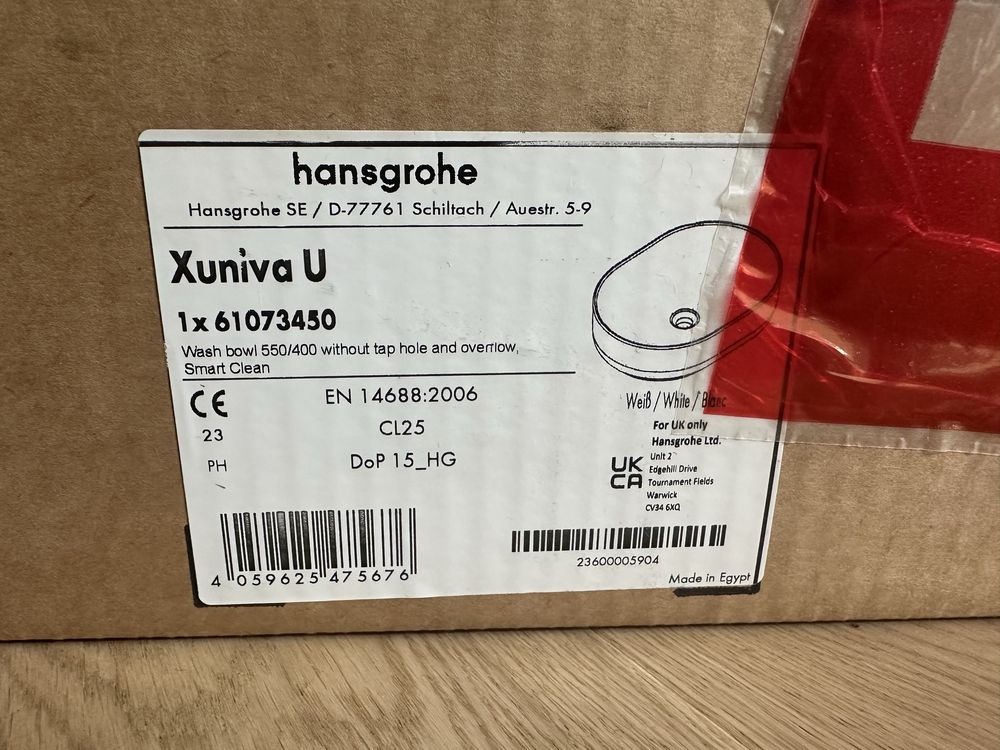 hansgrohe
Hansgrohe SE / D-77761 Schiltach / Auestr. 5-9
Xuniva U
1x 61073450
Wash bowl 550/400 without tap hole and overflow,
Smart Clean
CE
EN 14688:2006
23
CL25
PH
DoP 15_HG
Weiß / White / Blanc
For UK only
Hansgrohe Ltd.
Unit 2
Edgehill Drive
Tournament Fields
Warwick
CV34 6XQ
UK
CA
4 059625 475676
23600005904
Made in Egypt